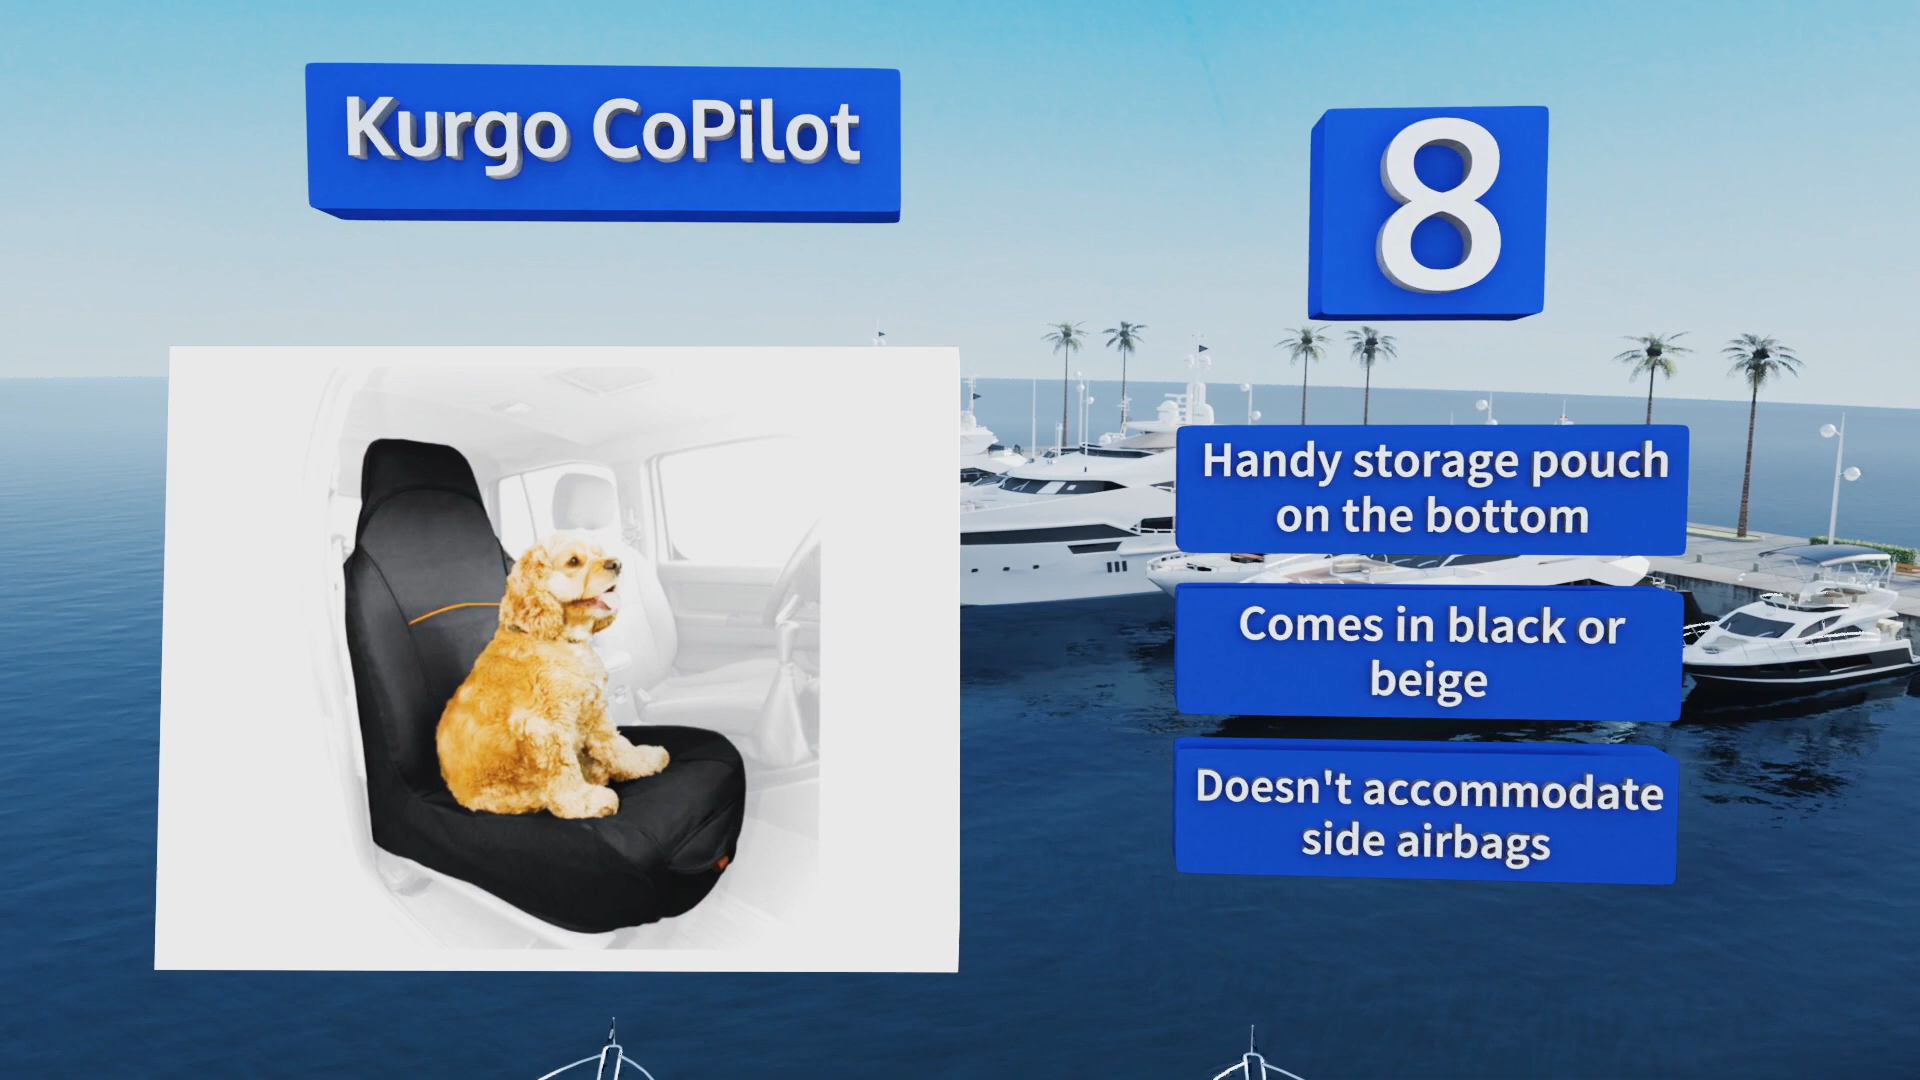 Kurgo CoPilot
8
Handy storage pouch
on the bottom
Comes in black or
beige
Doesn't accommodate
side airbags